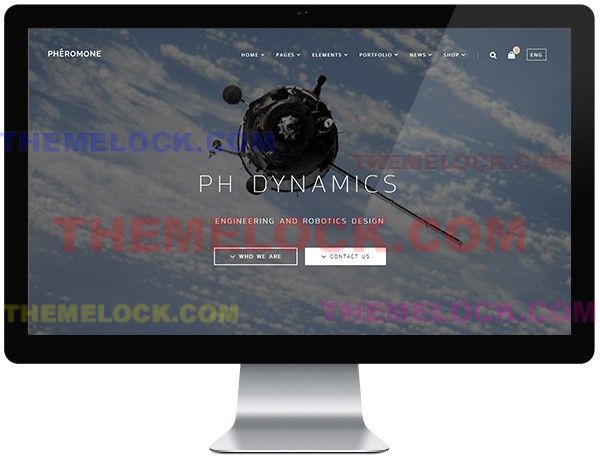 PHÉROMONE HOME PAGES ELEMENTS PORTFOLIO NEWS SHOP ENG
THEMELOCK.COM
THEMELOCK.COM
PH DYNAMICS
ENGINEERING AND ROBOTICS DESIGN
THEMELOCK.COM
WHO WE ARE CONTACT US
THEMELOCK.COM
THEMELOCK.COM